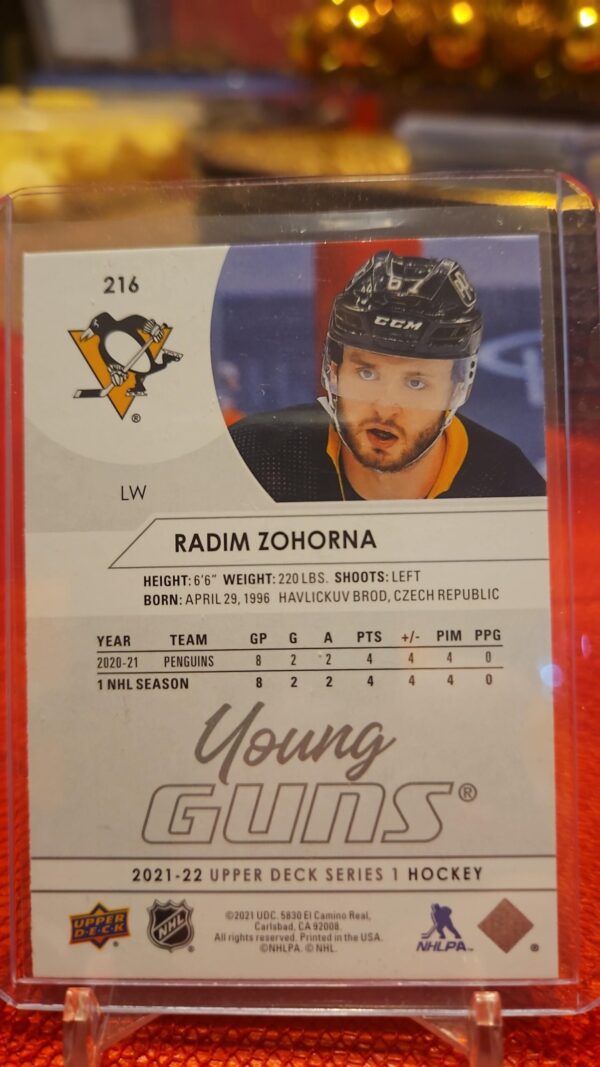 216
®
67
CCM
LW
RADIM ZOHORNA
HEIGHT: 6'6" WEIGHT: 220 LBS. SHOOTS: LEFT
BORN: APRIL 29, 1996 HAVLICKUV BROD, CZECH REPUBLIC
YEAR TEAM GP G A PTS +/- PIM PPG
2020-21 PENGUINS 8 2 2 4 4 4 0
1 NHL SEASON 8 2 2 4 4 4 0
Young
GUNS®
2021-22 UPPER DECK SERIES 1 HOCKEY
UPPER
D·E·C·K
NHL
©2021 UDC. 5830 El Camino Real,
Carlsbad, CA 92008.
All rights reserved. Printed in the USA.
©NHLPA. © NHL.
NHLPA
®